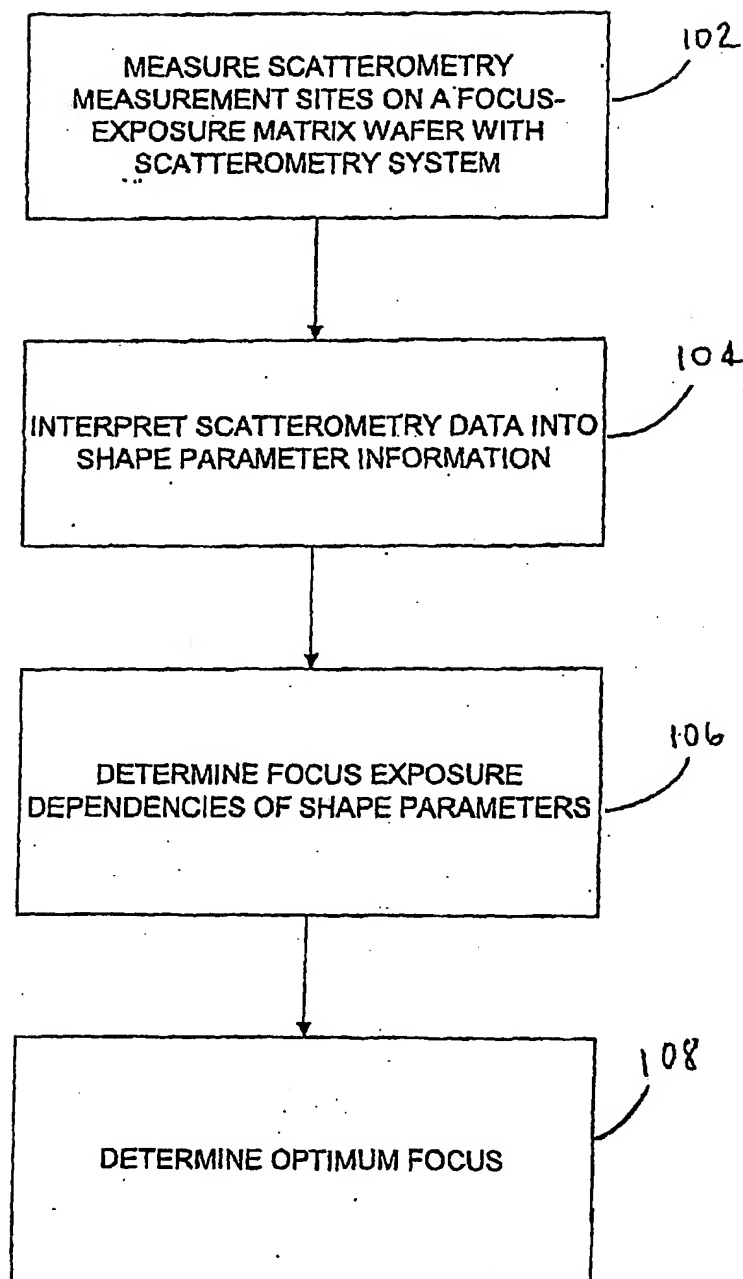 102
MEASURE SCATTEROMETRY
MEASUREMENT SITES ON A FOCUS-
EXPOSURE MATRIX WAFER WITH
SCATTEROMETRY SYSTEM
104
INTERPRET SCATTEROMETRY DATA INTO
SHAPE PARAMETER INFORMATION
106
DETERMINE FOCUS EXPOSURE
DEPENDENCIES OF SHAPE PARAMETERS
108
DETERMINE OPTIMUM FOCUS